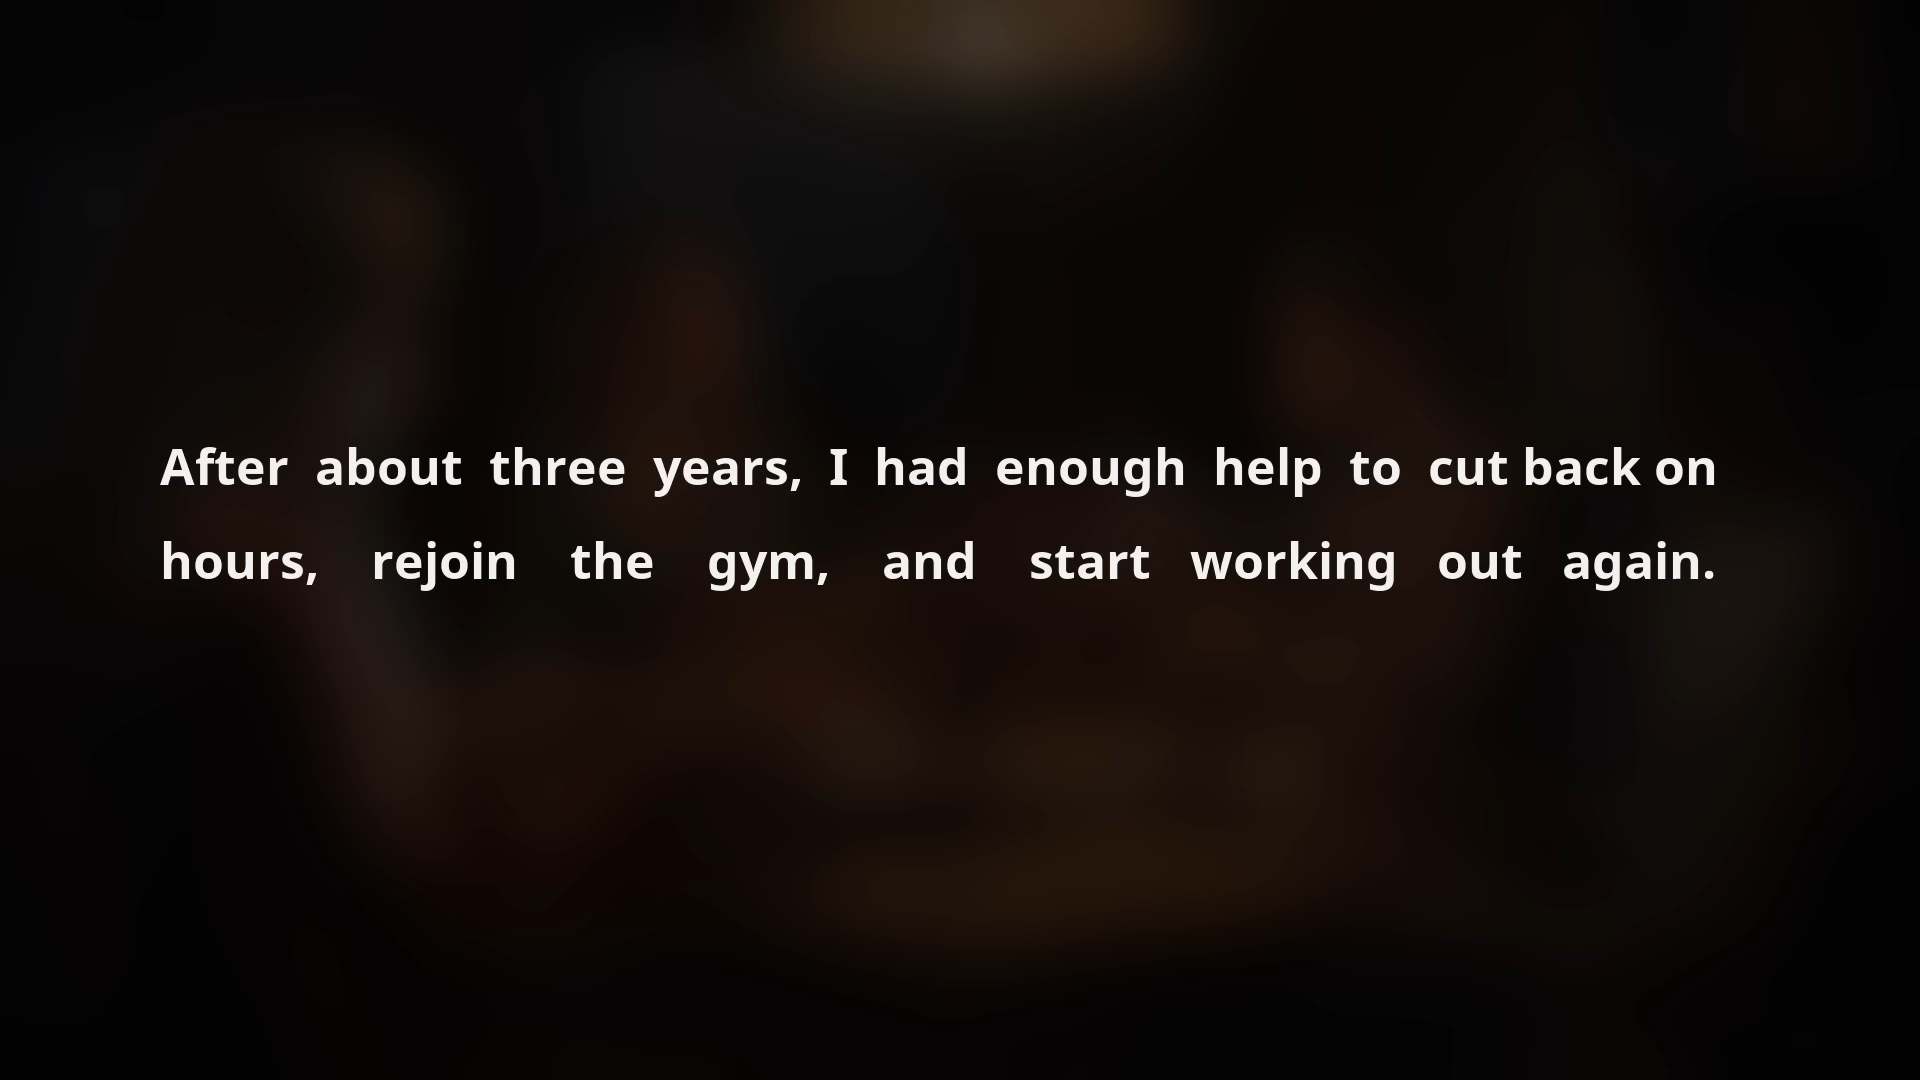 After about three years, I had enough help to cut back on
hours, rejoin the gym, and start working out again.